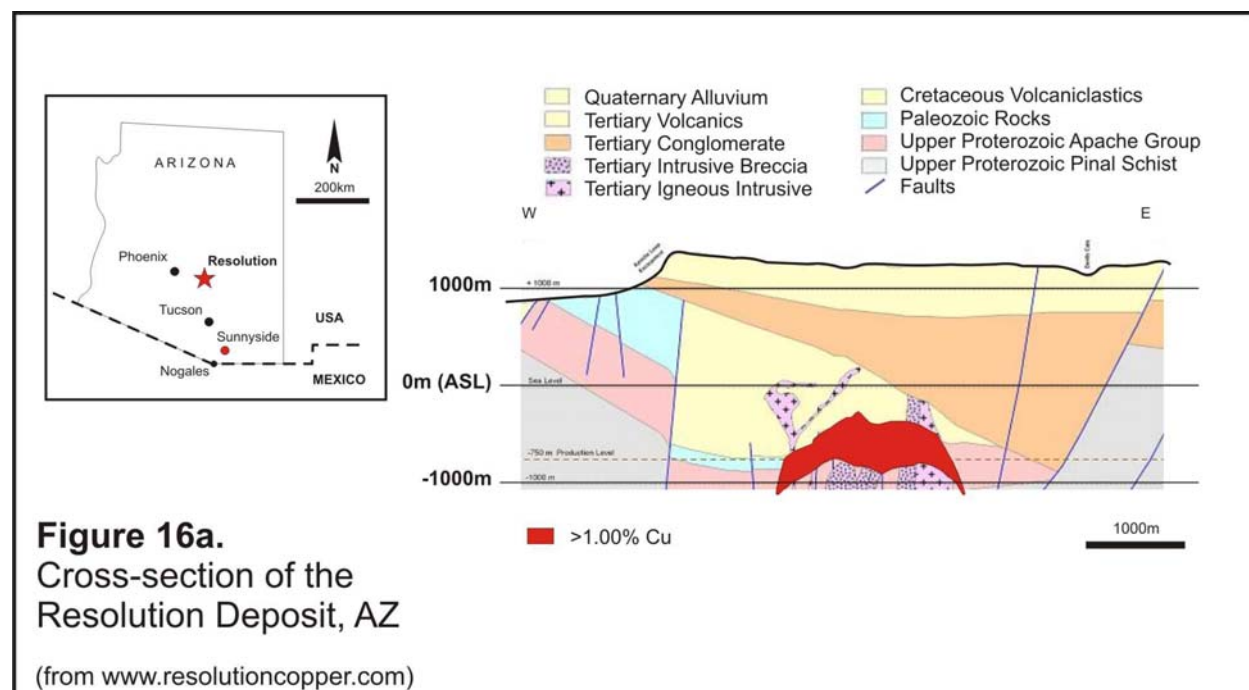 ARIZONA
N
200km
Phoenix
Resolution
Tucson
Sunnyside
USA
Nogales
MEXICO
Quaternary Alluvium
Tertiary Volcanics
Tertiary Conglomerate
Tertiary Intrusive Breccia
Tertiary Igneous Intrusive
Cretaceous Volcaniclastics
Paleozoic Rocks
Upper Proterozoic Apache Group
Upper Proterozoic Pinal Schist
Faults
W
E
1000m
+ 1000 m
0m (ASL)
Sea Level
-750 m Production Level
-1000m
-1000 m
>1.00% Cu
1000m
Figure 16a.
Cross-section of the
Resolution Deposit, AZ
(from www.resolutioncopper.com)